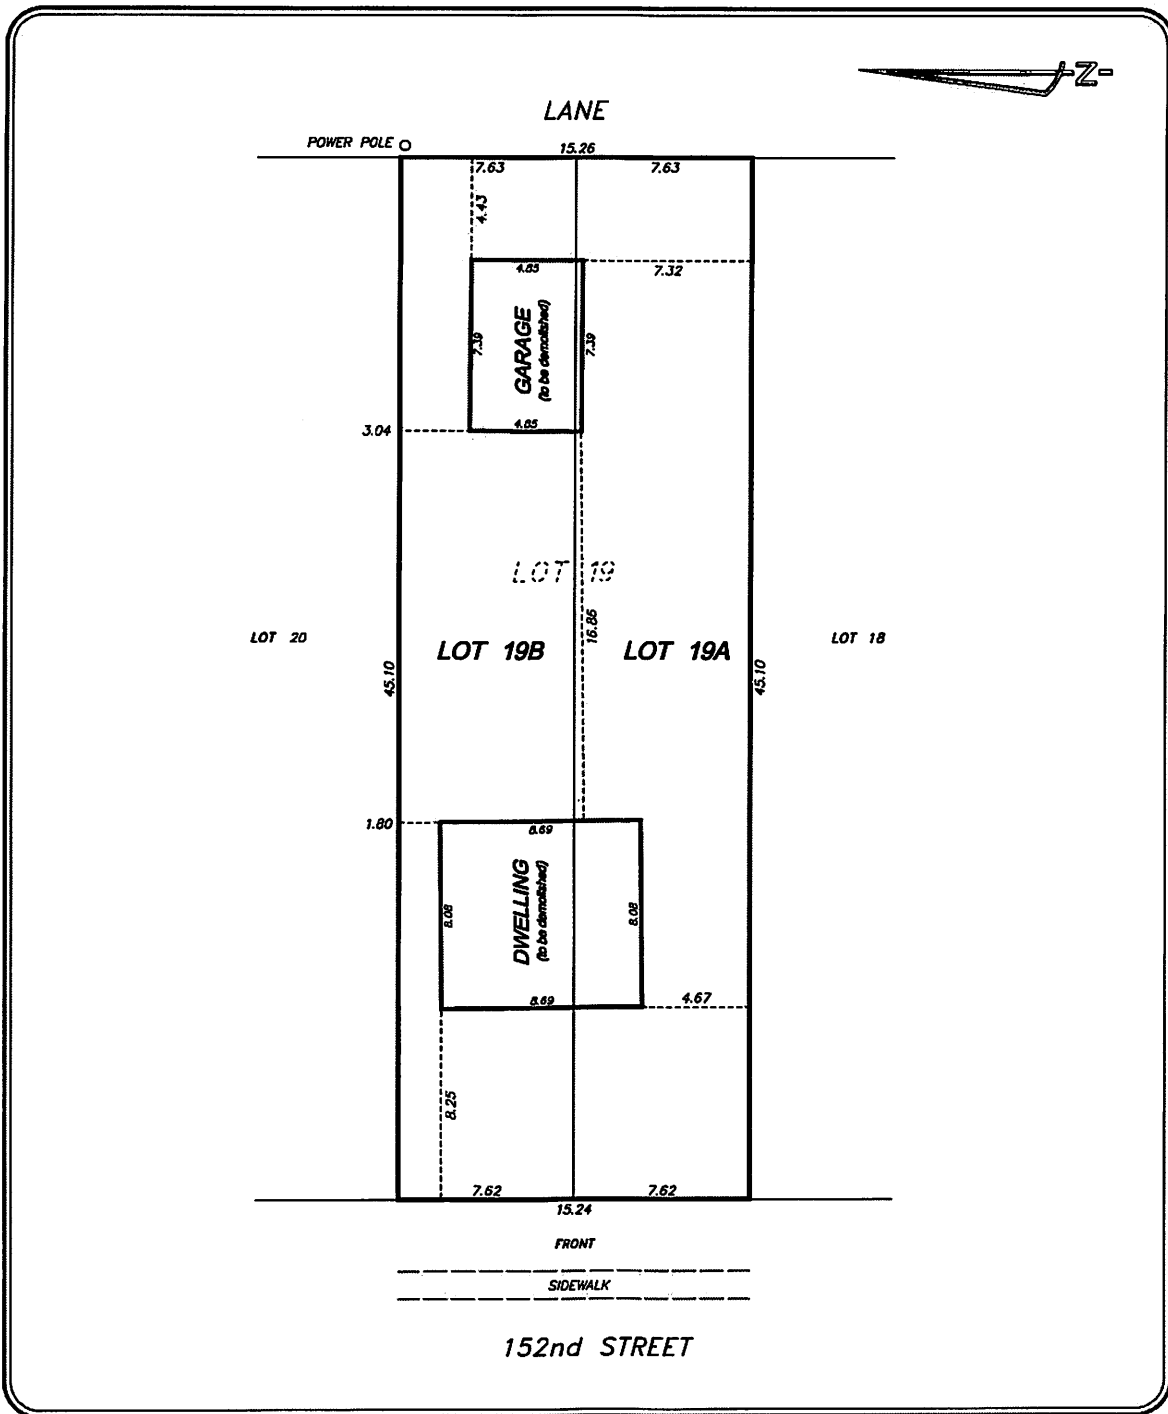 N
LANE
POWER POLE
15.26
7.63
7.63
4.43
4.85
7.32
7.39
GARAGE
(to be demolished)
7.39
4.85
3.04
LOT 19
16.86
LOT 20
LOT 19B
LOT 19A
LOT 18
45.10
45.10
1.80
8.69
8.08
DWELLING
(to be demolished)
8.08
8.69
4.67
8.25
7.62
7.62
15.24
FRONT
SIDEWALK
152nd STREET